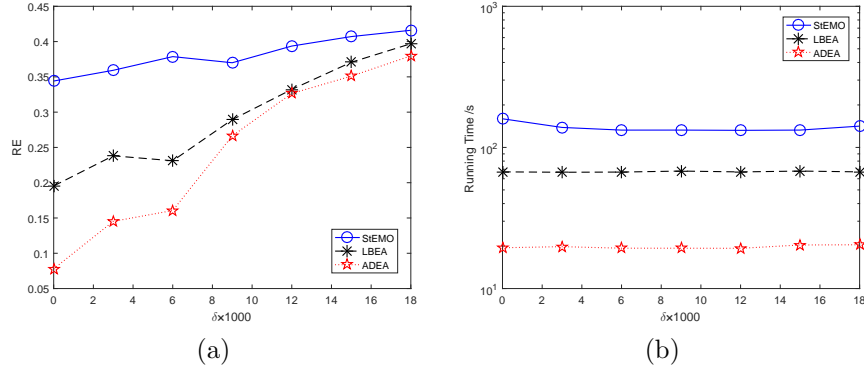 0.45
0.4
0.35
0.3
0.25
0.2
0.15
0.1
0.05
RE
0 2 4 6 8 10 12 14 16 18
δ×1000
StEMO
LBEA
ADEA
(a)
10³
10²
10¹
Running Time /s
0 2 4 6 8 10 12 14 16 18
δ×1000
StEMO
LBEA
ADEA
(b)